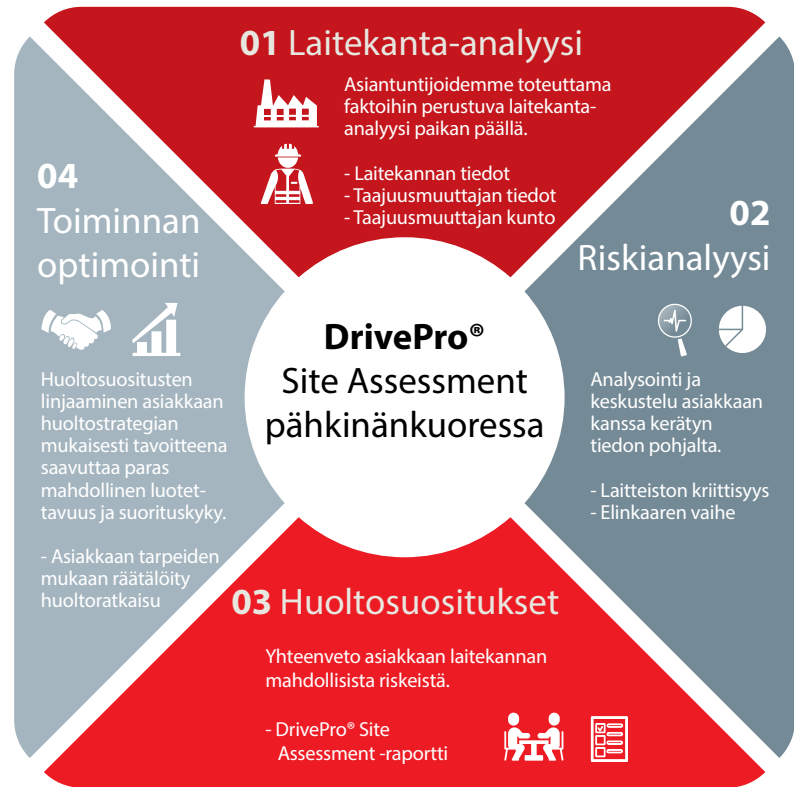 01 Laitekanta-analyysi
Asiantuntijoidemme toteuttama
faktoihin perustuva laitekanta-
analyysi paikan päällä.
- Laitekannan tiedot
- Taajuusmuuttajan tiedot
- Taajuusmuuttajan kunto
02
Riskianalyysi
Analysointi ja
keskustelu asiakkaan
kanssa kerätyn
tiedon pohjalta.
- Laitteiston kriittisyys
- Elinkaaren vaihe
03 Huoltosuositukset
Yhteenveto asiakkaan laitekannan
mahdollisista riskeistä.
- DrivePro® Site
Assessment -raportti
04
Toiminnan
optimointi
Huoltosuositusten
linjaaminen asiakkaan
huoltostrategian
mukaisesti tavoitteena
saavuttaa paras
mahdollinen luotet-
tavuus ja suorituskyky.
- Asiakkaan tarpeiden
mukaan räätälöity
huoltoratkaisu
DrivePro®
Site Assessment
pähkinänkuoressa